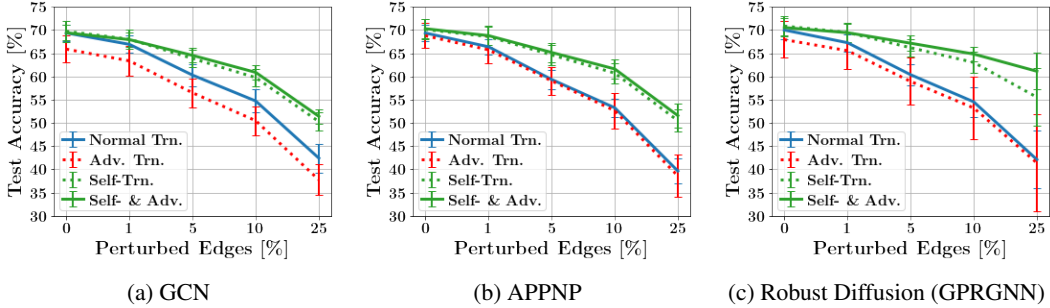 Test Accuracy [%]
75
70
65
60
55
50
45
40
35
30
Normal Trn.
Adv. Trn.
Self-Trn.
Self- & Adv.
0 1 5 10 25
Perturbed Edges [%]
(a) GCN
Test Accuracy [%]
75
70
65
60
55
50
45
40
35
30
Normal Trn.
Adv. Trn.
Self-Trn.
Self- & Adv.
0 1 5 10 25
Perturbed Edges [%]
(b) APPNP
Test Accuracy [%]
75
70
65
60
55
50
45
40
35
30
Normal Trn.
Adv. Trn.
Self-Trn.
Self- & Adv.
0 1 5 10 25
Perturbed Edges [%]
(c) Robust Diffusion (GPRGNN)